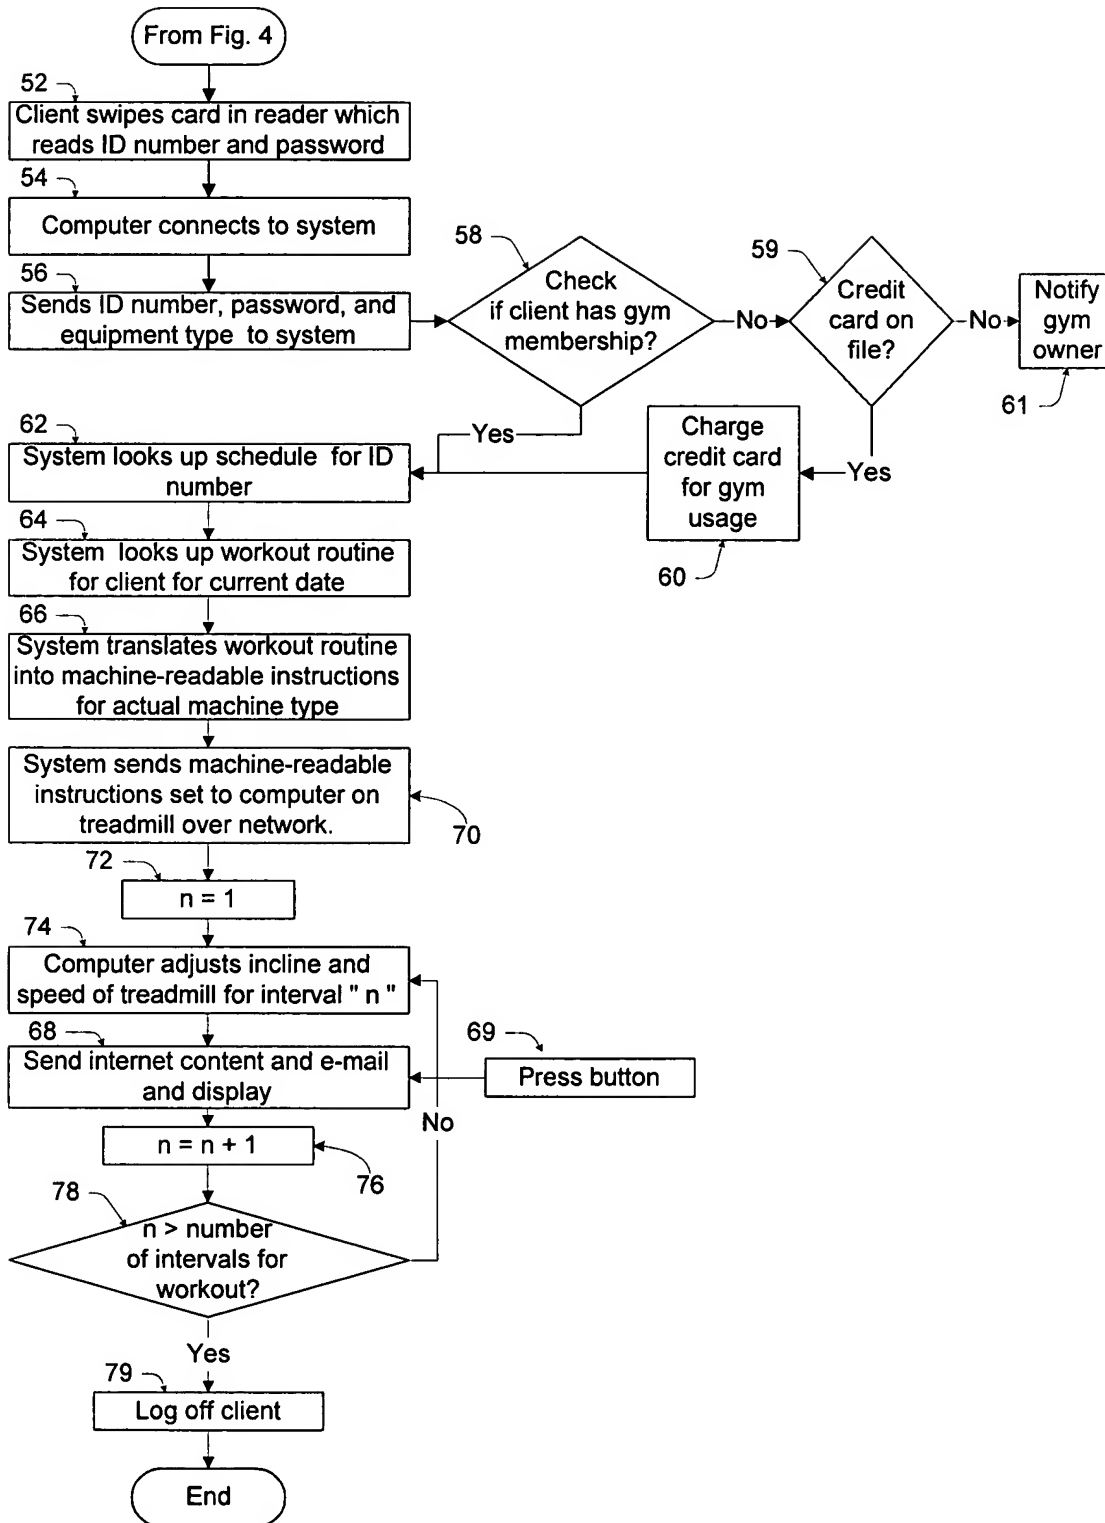 From Fig. 4
52
Client swipes card in reader which
reads ID number and password
54
Computer connects to system
56
Sends ID number, password, and
equipment type to system
58
Check
if client has gym
membership?
No
59
Credit
card on
file?
No
Notify
gym
owner
61
Yes
Yes
Charge
credit card
for gym
usage
60
62
System looks up schedule for ID
number
64
System looks up workout routine
for client for current date
66
System translates workout routine
into machine-readable instructions
for actual machine type
System sends machine-readable
instructions set to computer on
treadmill over network.
70
72
n = 1
74
Computer adjusts incline and
speed of treadmill for interval " n "
68
Send internet content and e-mail
and display
69
Press button
No
n = n + 1
76
78
n > number
of intervals for
workout?
Yes
79
Log off client
End